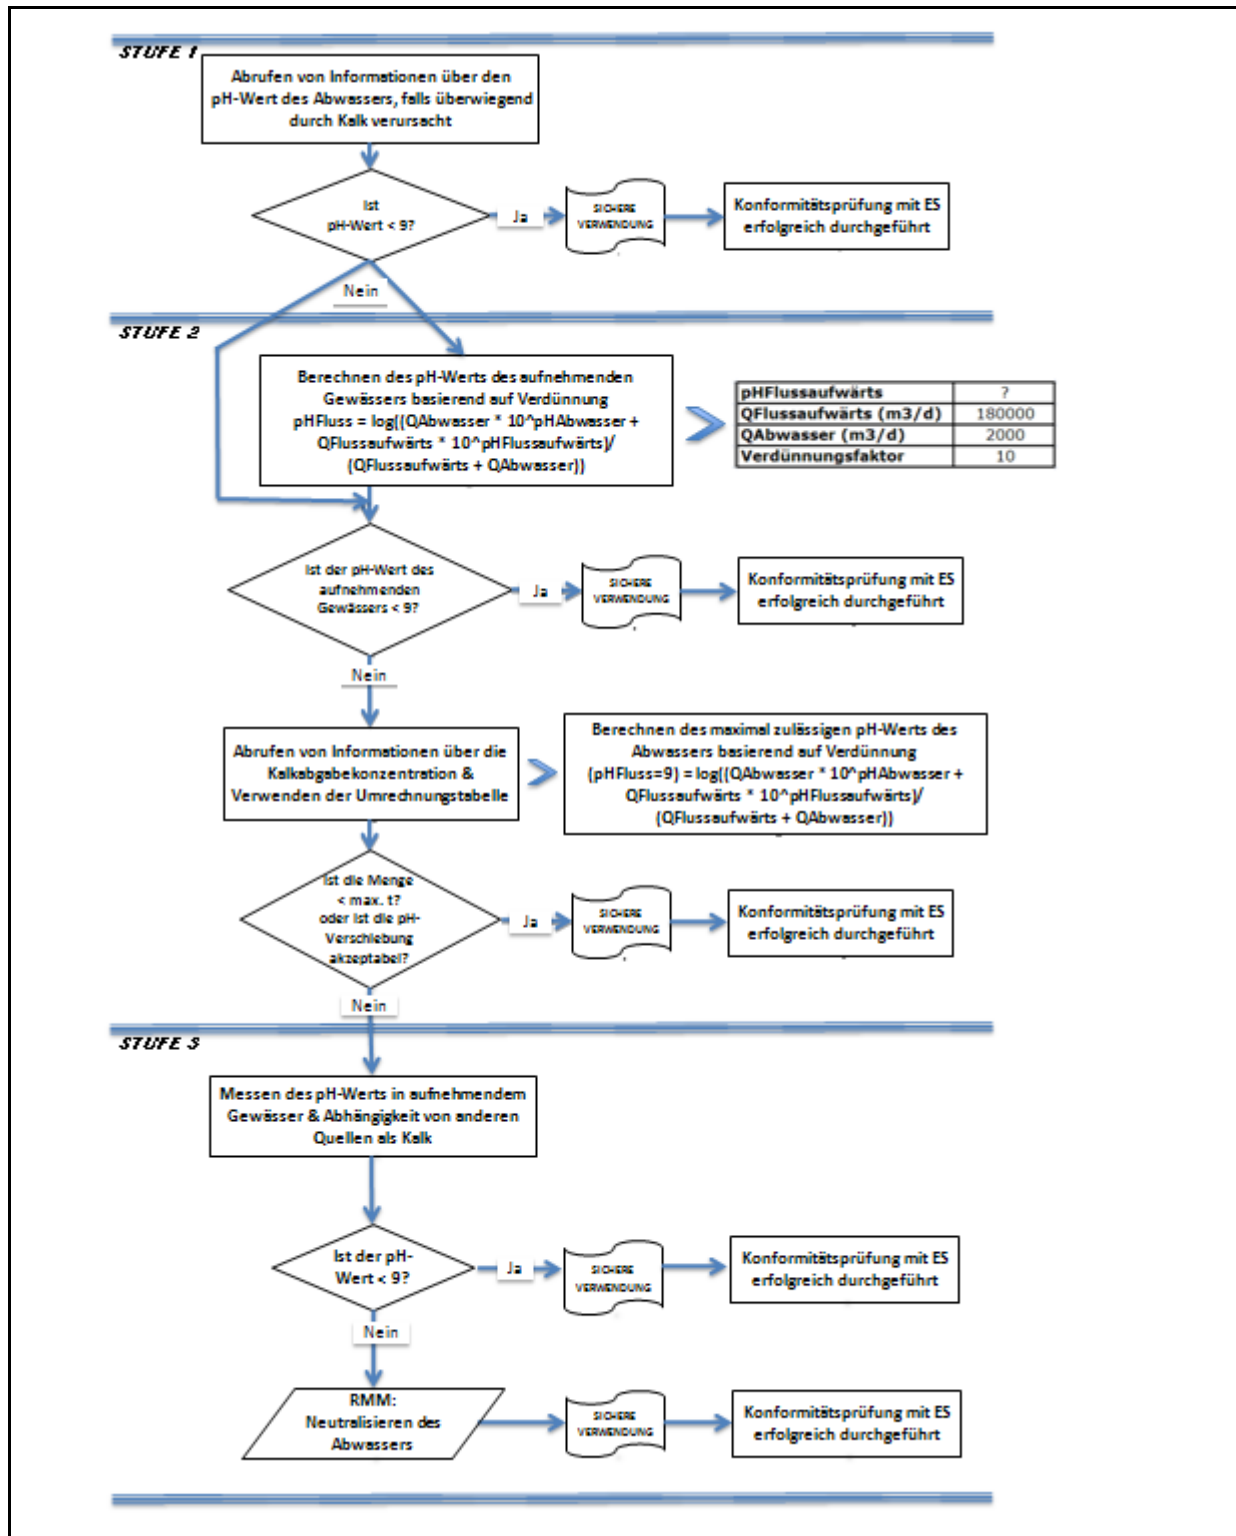 STUFE 1
Abrufen von Informationen über den
pH-Wert des Abwassers, falls überwiegend
durch Kalk verursacht
Ist
pH-Wert < 9?
Ja
SICHERE
VERWENDUNG
Konformitätsprüfung mit ES
erfolgreich durchgeführt
Nein
STUFE 2
Berechnen des pH-Werts des aufnehmenden
Gewässers basierend auf Verdünnung
pHFluss = log((QAbwasser * 10^pHAbwasser +
QFlussaufwärts * 10^pHFlussaufwärts)/
(QFlussaufwärts + QAbwasser))
pHFlussaufwärts ?
QFlussaufwärts (m3/d) 180000
QAbwasser (m3/d) 2000
Verdünnungsfaktor 10
Ist der pH-Wert des
aufnehmenden
Gewässers < 9?
Ja
SICHERE
VERWENDUNG
Konformitätsprüfung mit ES
erfolgreich durchgeführt
Nein
Abrufen von Informationen über die
Kalkabgabekonzentration &
Verwenden der Umrechnungstabelle
Berechnen des maximal zulässigen pH-Werts des
Abwassers basierend auf Verdünnung
(pHFluss=9) = log((QAbwasser * 10^pHAbwasser +
QFlussaufwärts * 10^pHFlussaufwärts)/
(QFlussaufwärts + QAbwasser))
Ist die Menge
< max. t?
oder ist die pH-
Verschiebung
akzeptabel?
Ja
SICHERE
VERWENDUNG
Konformitätsprüfung mit ES
erfolgreich durchgeführt
Nein
STUFE 3
Messen des pH-Werts in aufnehmendem
Gewässer & Abhängigkeit von anderen
Quellen als Kalk
Ist der pH-
Wert < 9?
Ja
SICHERE
VERWENDUNG
Konformitätsprüfung mit ES
erfolgreich durchgeführt
Nein
RMM:
Neutralisieren des
Abwassers
SICHERE
VERWENDUNG
Konformitätsprüfung mit ES
erfolgreich durchgeführt